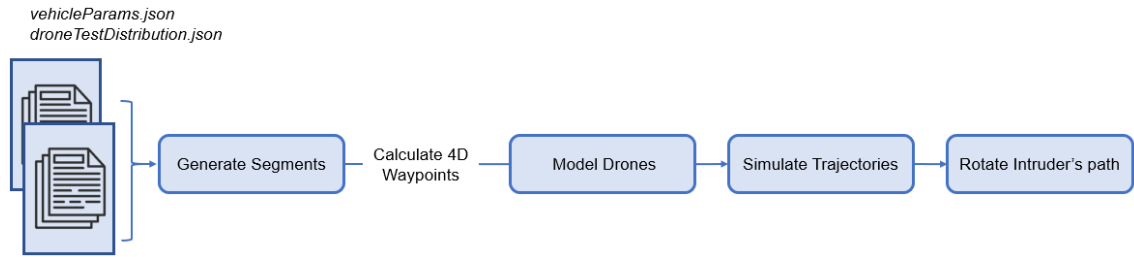 vehicleParams.json
droneTestDistribution.json
Generate Segments
Calculate 4D
Waypoints
Model Drones
Simulate Trajectories
Rotate Intruder's path